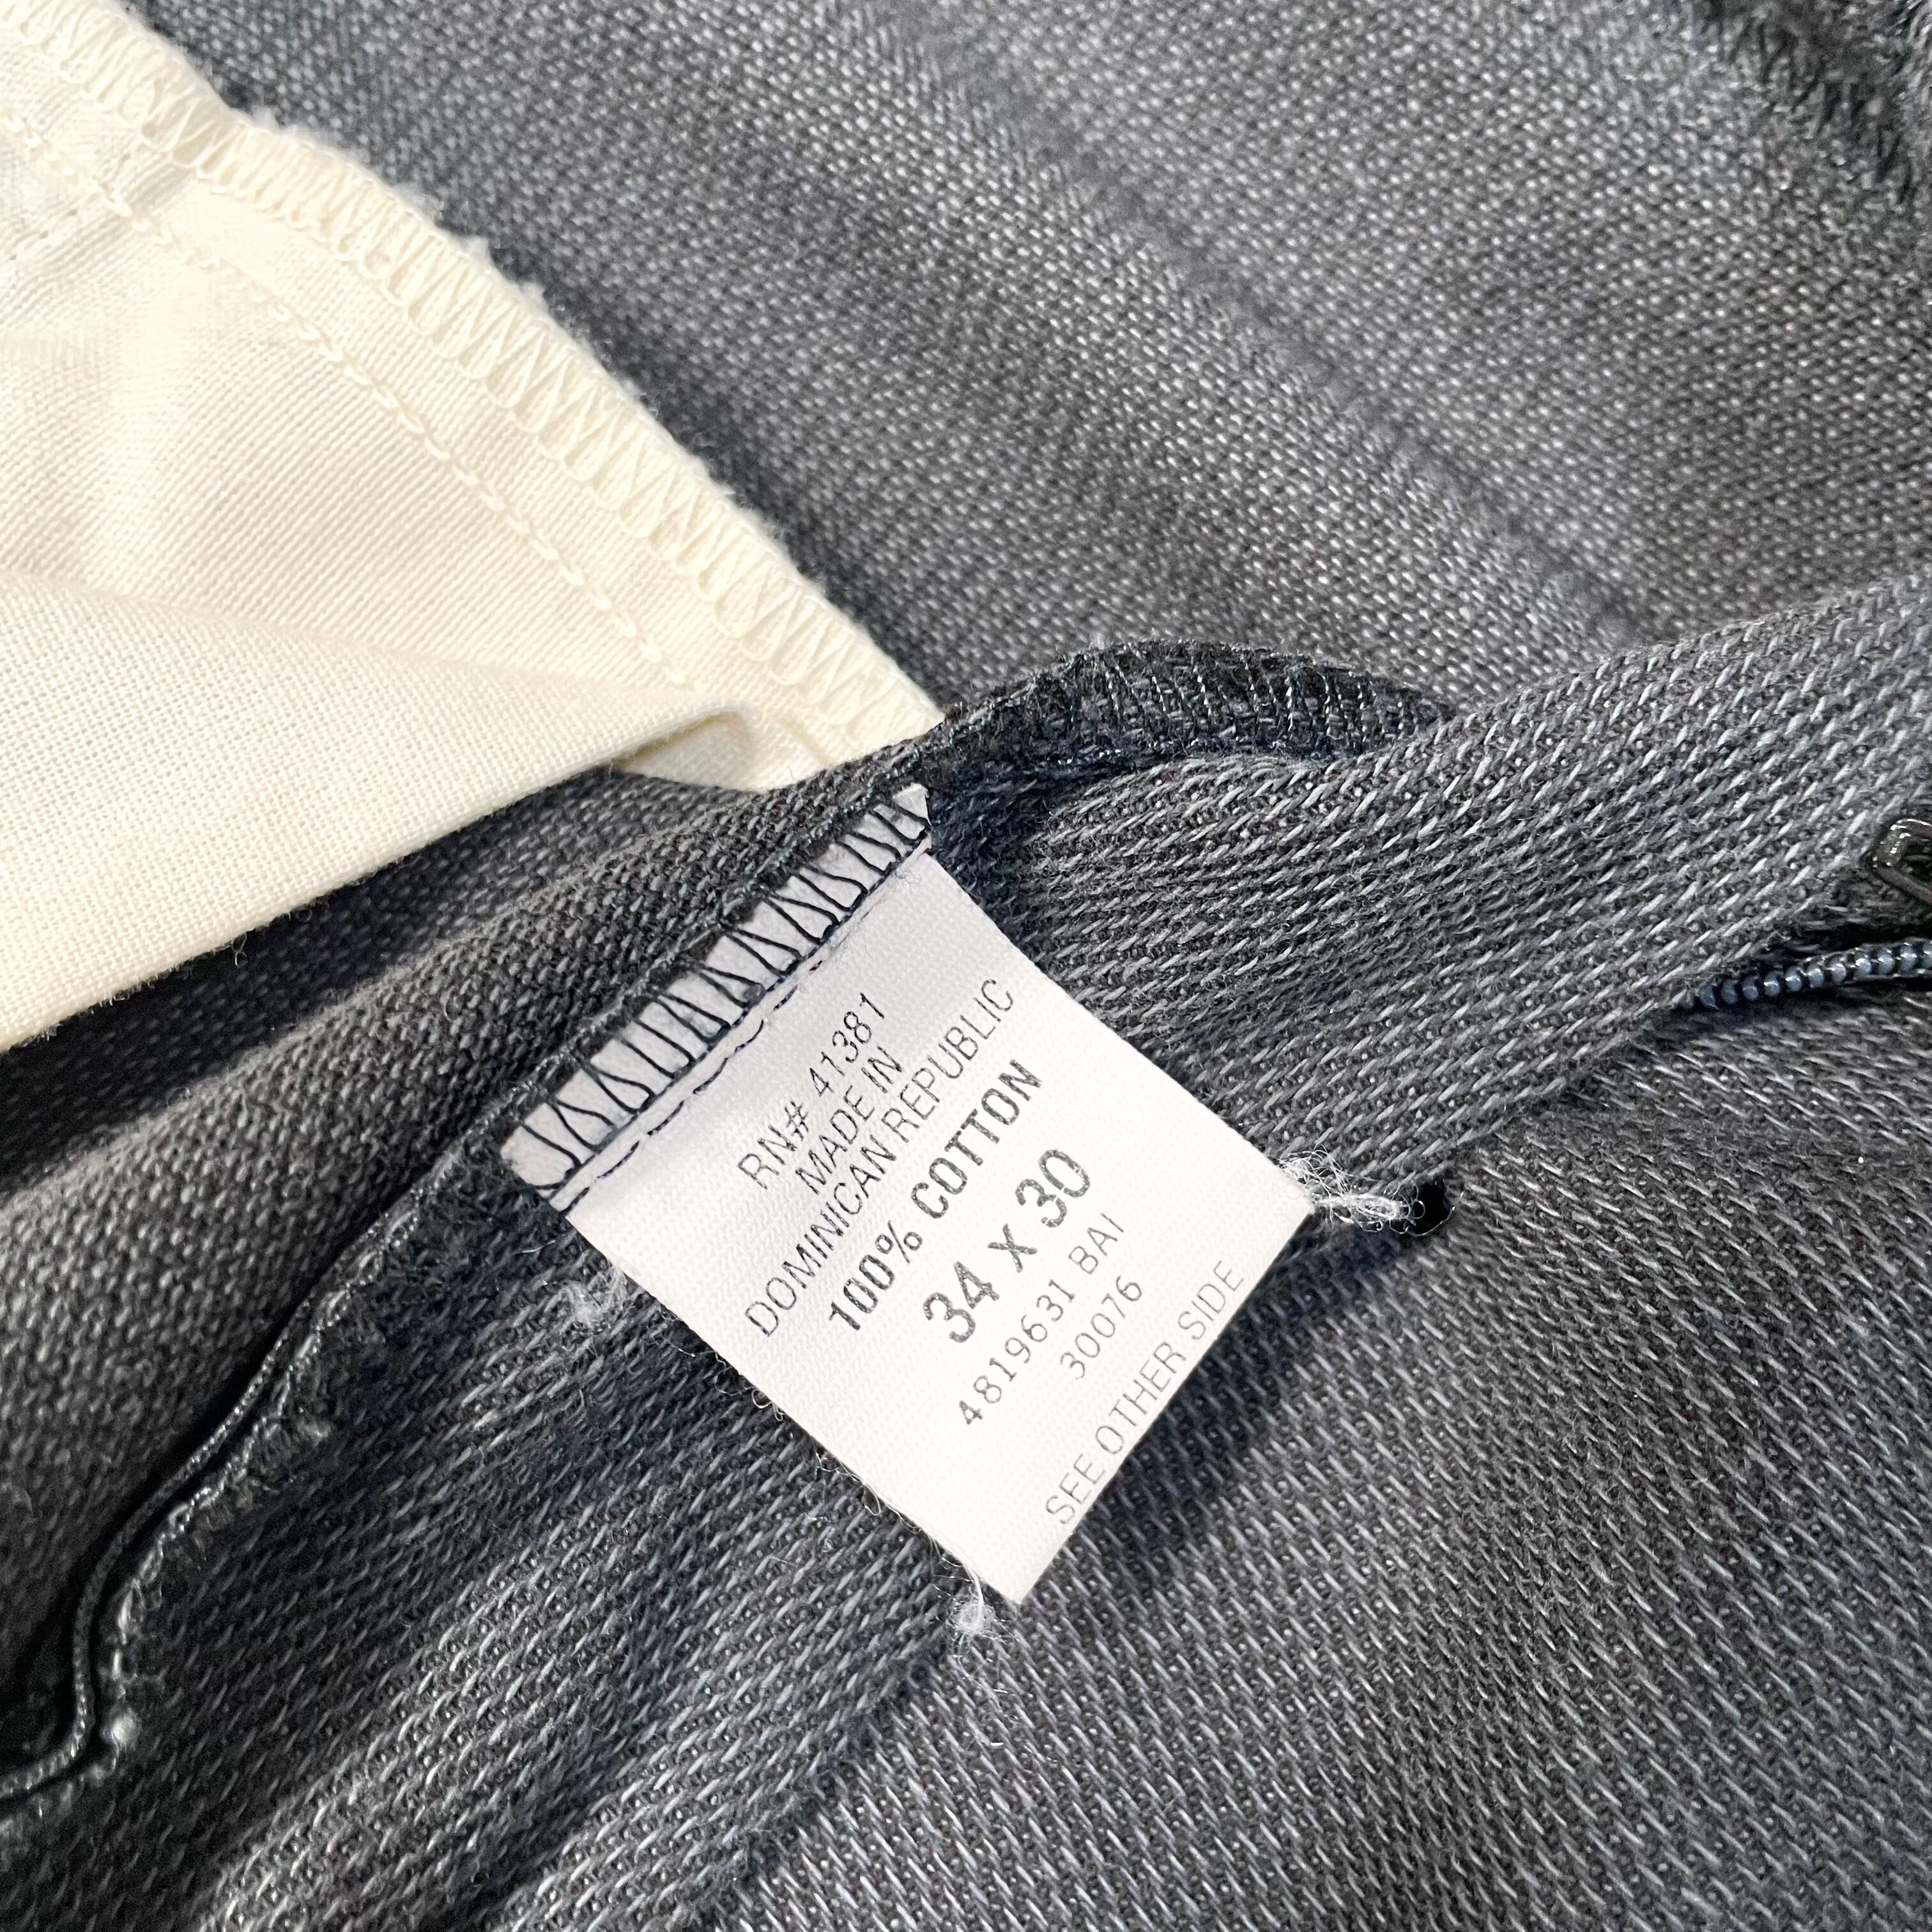 RN# 41381
MADE IN
DOMINICAN REPUBLIC
100% COTTON
34 x 30
4819631 BAI
30076
SEE OTHER SIDE